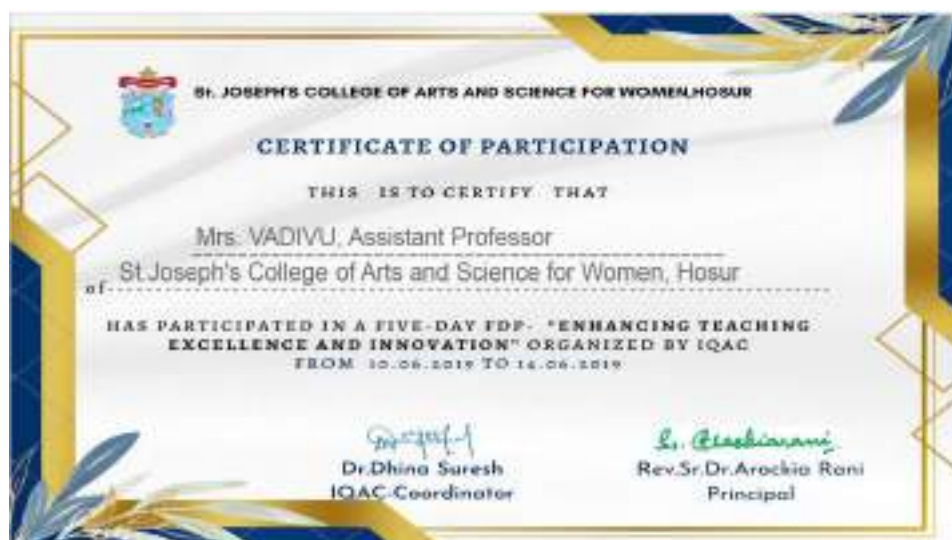 St. JOSEPH'S COLLEGE OF ARTS AND SCIENCE FOR WOMEN,HOSUR
CERTIFICATE OF PARTICIPATION
THIS IS TO CERTIFY THAT
Mrs. VADIVU, Assistant Professor
of St.Joseph's College of Arts and Science for Women, Hosur
HAS PARTICIPATED IN A FIVE-DAY FDP- "ENHANCING TEACHING
EXCELLENCE AND INNOVATION" ORGANIZED BY IQAC
FROM 10.06.2019 TO 14.06.2019
Dr.Dhina Suresh
IQAC-Coordinator
Rev.Sr.Dr.Arockia Rani
Principal